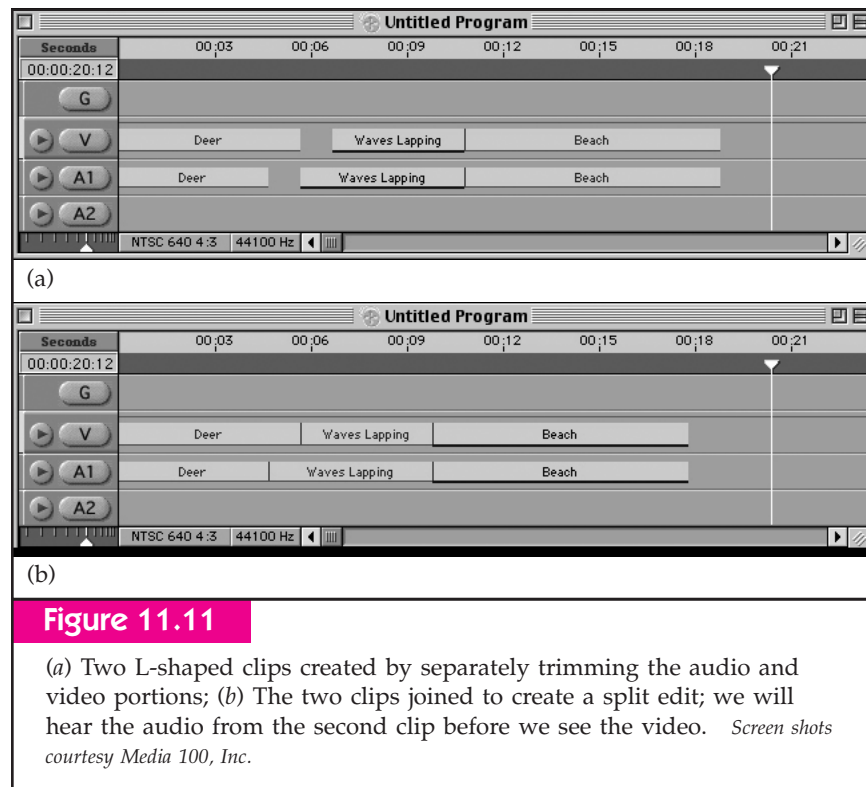 Untitled Program
Seconds 00;03 00;06 00;09 00;12 00;15 00;18 00;21
00:00:20:12
G
V Deer Waves Lapping Beach
A1 Deer Waves Lapping Beach
A2
NTSC 640 4:3 44100 Hz
(a)
Untitled Program
Seconds 00;03 00;06 00;09 00;12 00;15 00;18 00;21
00:00:20:12
G
V Deer Waves Lapping Beach
A1 Deer Waves Lapping Beach
A2
NTSC 640 4:3 44100 Hz
(b)
Figure 11.11
(a) Two L-shaped clips created by separately trimming the audio and
video portions; (b) The two clips joined to create a split edit; we will
hear the audio from the second clip before we see the video. Screen shots
courtesy Media 100, Inc.